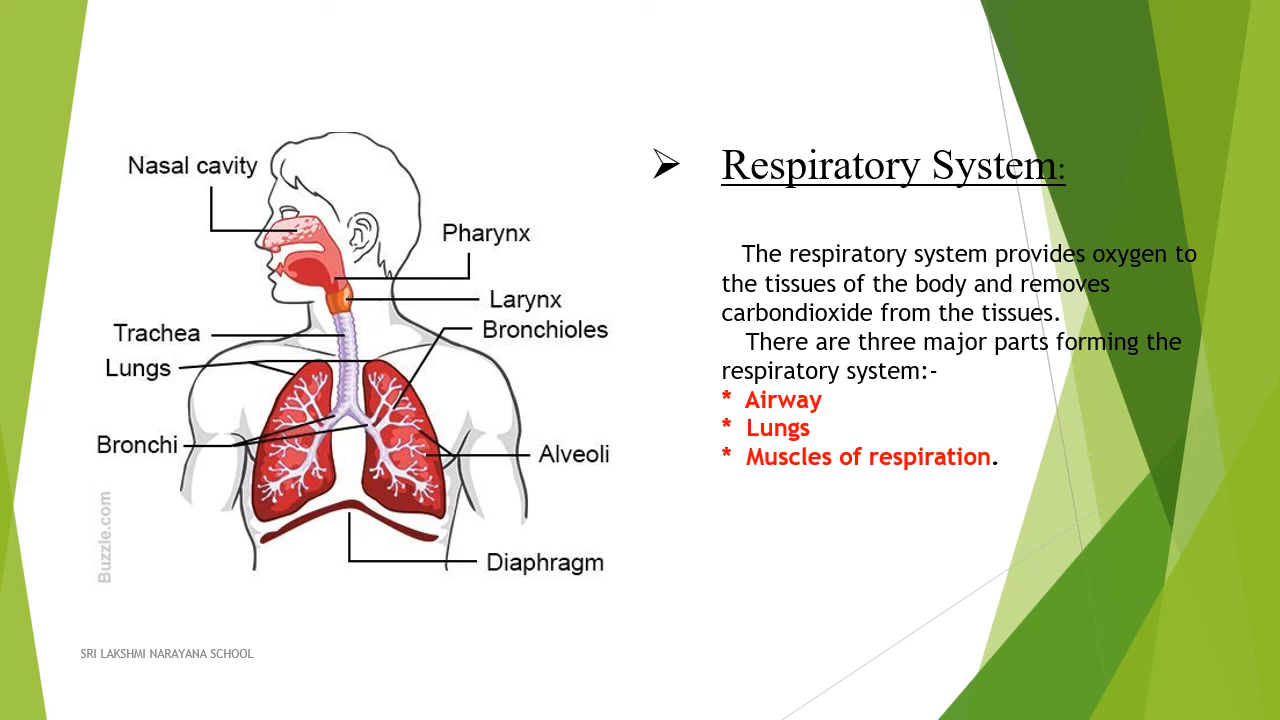 Nasal cavity
Pharynx
Larynx
Trachea
Bronchioles
Lungs
Bronchi
Alveoli
Diaphragm
Buzzle.com
➢ Respiratory System:
The respiratory system provides oxygen to
the tissues of the body and removes
carbondioxide from the tissues.
There are three major parts forming the
respiratory system:-
* Airway
* Lungs
* Muscles of respiration.
SRI LAKSHMI NARAYANA SCHOOL